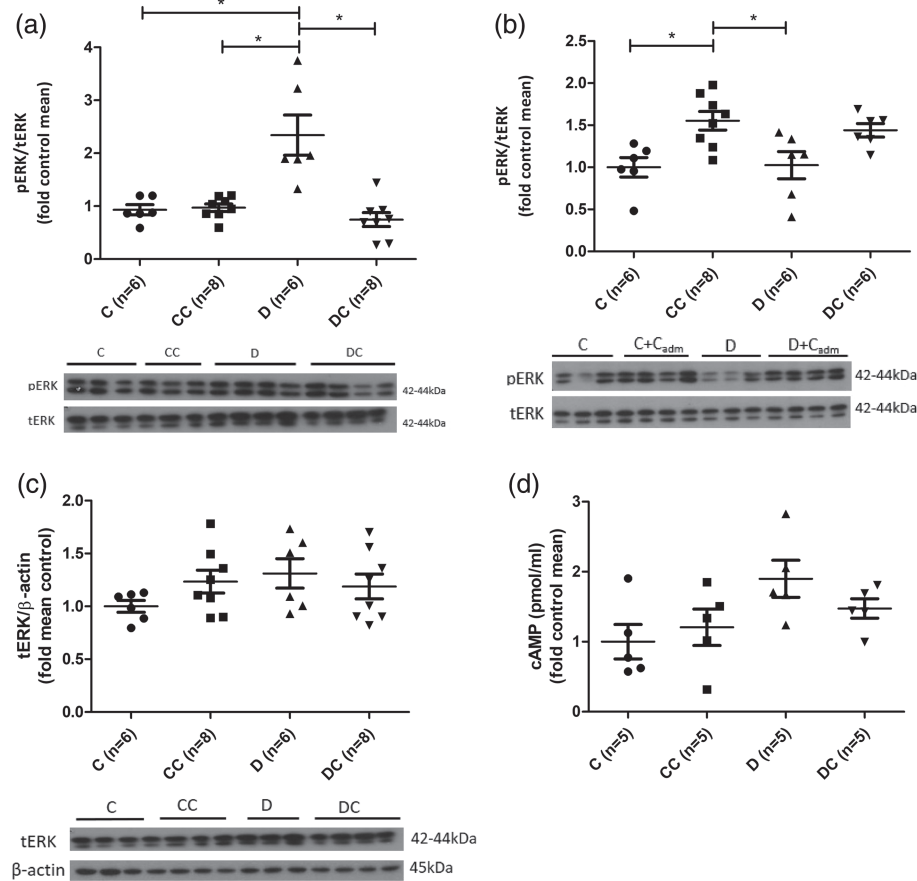 (a)
*
*
*
pERK/tERK
(fold control mean)
4
3
2
1
0
C (n=6)
CC (n=8)
D (n=6)
DC (n=8)
C CC D DC
pERK 42-44kDa
tERK 42-44kDa
(b)
*
*
pERK/tERK
(fold control mean)
2.5
2.0
1.5
1.0
0.5
0.0
C (n=6)
CC (n=8)
D (n=6)
DC (n=6)
C C+Cadm D D+Cadm
pERK 42-44kDa
tERK 42-44kDa
(c)
tERK/β-actin
(fold mean control)
2.0
1.5
1.0
0.5
0.0
C (n=6)
CC (n=8)
D (n=6)
DC (n=8)
C CC D DC
tERK 42-44kDa
β-actin 45kDa
(d)
cAMP (pmol/ml)
(fold control mean)
3
2
1
0
C (n=5)
CC (n=5)
D (n=5)
DC (n=5)